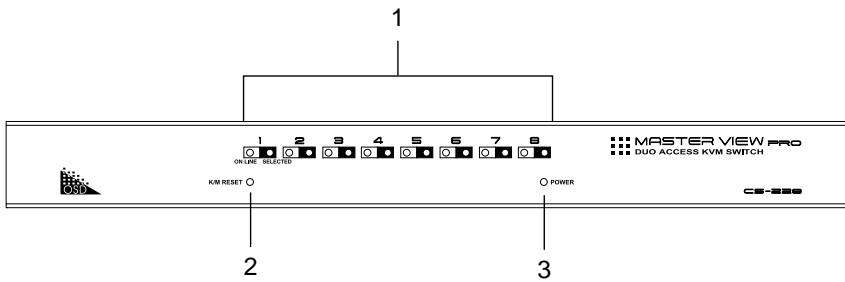 1
1 2 3 4 5 6 7 8
ON LINE SELECTED
MASTER VIEW PRO
DUO ACCESS KVM SWITCH
K/M RESET
POWER
OSD
CS-228
2
3